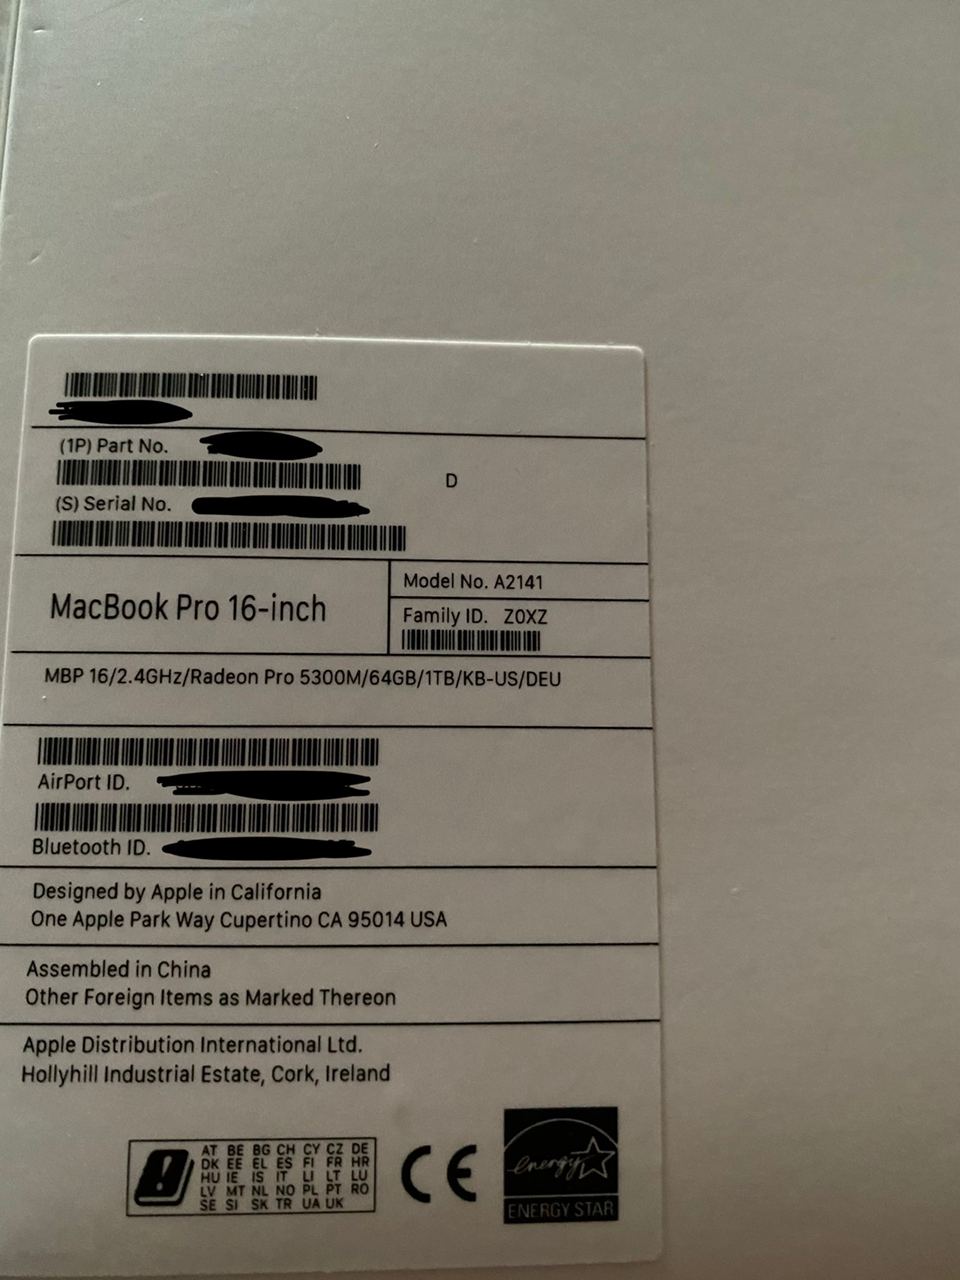 (1P) Part No.
D
(S) Serial No.
MacBook Pro 16-inch
Model No. A2141
Family ID. Z0XZ
MBP 16/2.4GHz/Radeon Pro 5300M/64GB/1TB/KB-US/DEU
AirPort ID.
Bluetooth ID.
Designed by Apple in California
One Apple Park Way Cupertino CA 95014 USA
Assembled in China
Other Foreign Items as Marked Thereon
Apple Distribution International Ltd.
Hollyhill Industrial Estate, Cork, Ireland
AT BE BG CH CY CZ DE
DK EE EL ES FI FR HR
HU IE IS IT LI LT LU
LV MT NL NO PL PT RO
SE SI SK TR UA UK
CE
energy
ENERGY STAR